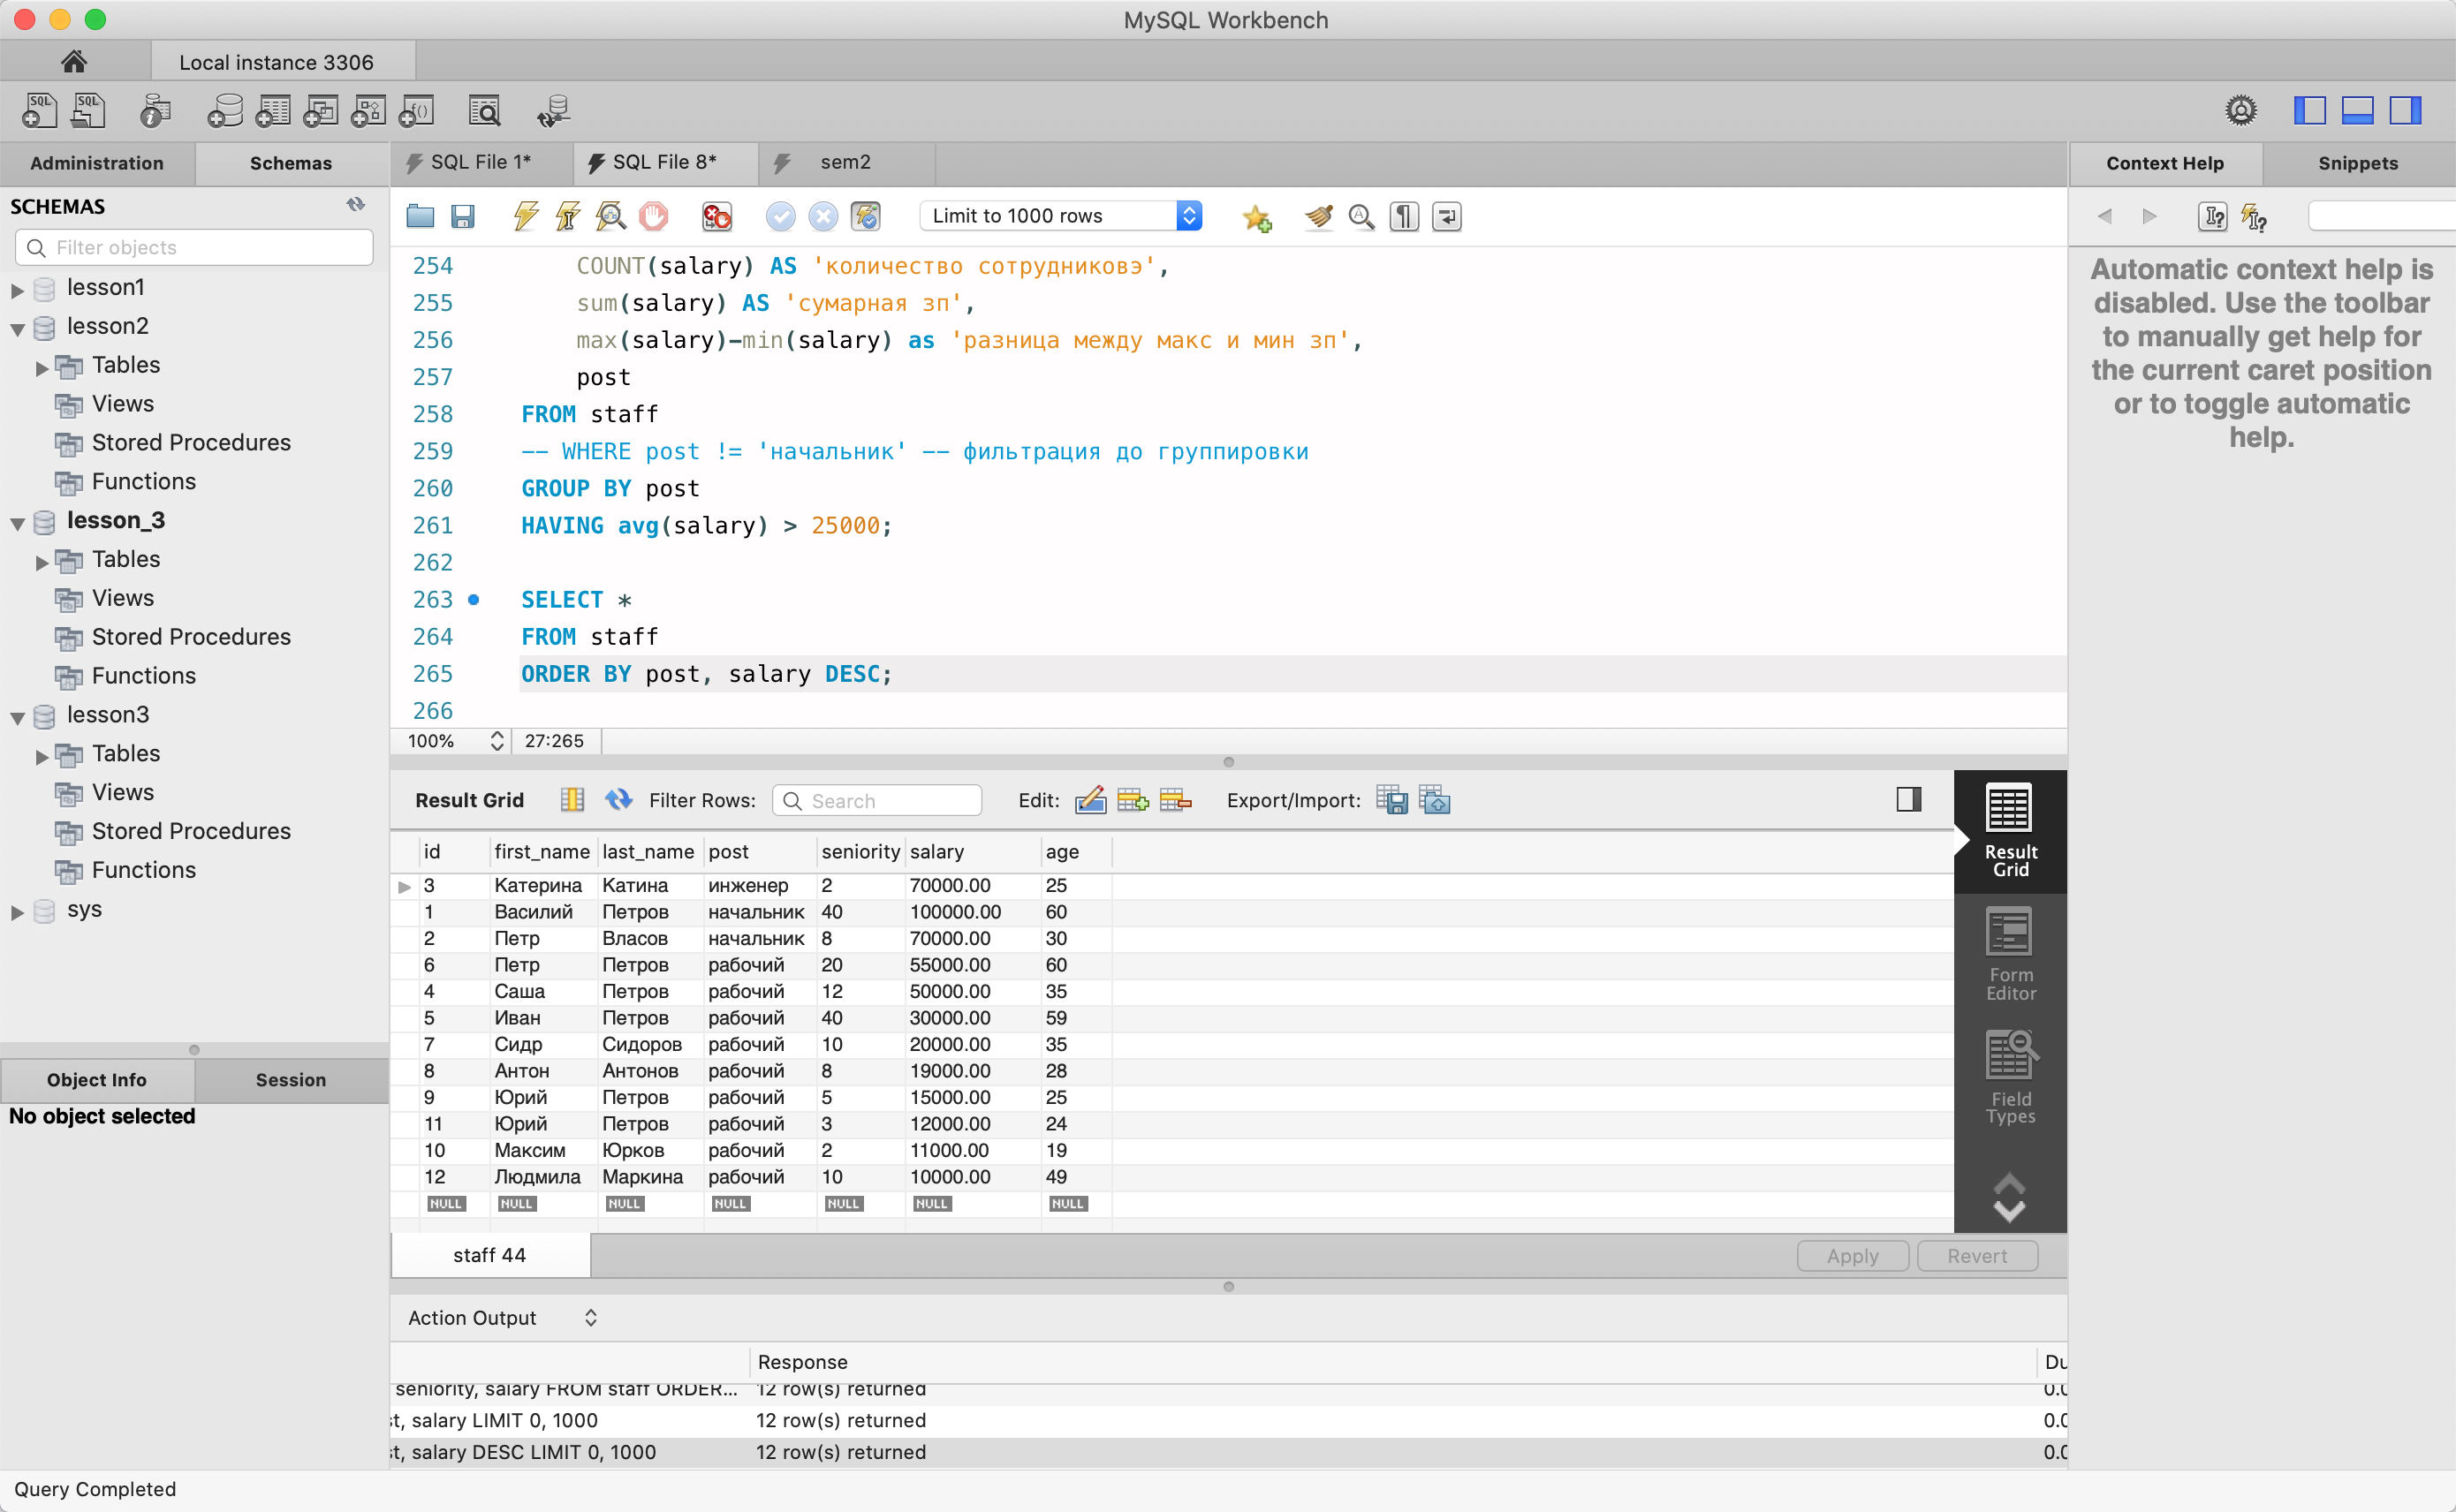 MySQL Workbench
Local instance 3306
Administration
Schemas
SQL File 1*
SQL File 8*
sem2
Context Help
Snippets
SCHEMAS
Filter objects
lesson1
lesson2
Tables
Views
Stored Procedures
Functions
lesson_3
Tables
Views
Stored Procedures
Functions
lesson3
Tables
Views
Stored Procedures
Functions
sys
Object Info
Session
No object selected
Limit to 1000 rows
254 COUNT(salary) AS 'количество сотрудниковэ',
255 sum(salary) AS 'сумарная зп',
256 max(salary)-min(salary) as 'разница между макс и мин зп',
257 post
258 FROM staff
259 -- WHERE post != 'начальник' -- фильтрация до группировки
260 GROUP BY post
261 HAVING avg(salary) > 25000;
262
263 SELECT *
264 FROM staff
265 ORDER BY post, salary DESC;
266
100% 27:265
Automatic context help is
disabled. Use the toolbar
to manually get help for
the current caret position
or to toggle automatic
help.
Result Grid Filter Rows: Search Edit: Export/Import:
id first_name last_name post seniority salary age
3 Катерина Катина инженер 2 70000.00 25
1 Василий Петров начальник 40 100000.00 60
2 Петр Власов начальник 8 70000.00 30
6 Петр Петров рабочий 20 55000.00 60
4 Саша Петров рабочий 12 50000.00 35
5 Иван Петров рабочий 40 30000.00 59
7 Сидр Сидоров рабочий 10 20000.00 35
8 Антон Антонов рабочий 8 19000.00 28
9 Юрий Петров рабочий 5 15000.00 25
11 Юрий Петров рабочий 3 12000.00 24
10 Максим Юрков рабочий 2 11000.00 19
12 Людмила Маркина рабочий 10 10000.00 49
NULL NULL NULL NULL NULL NULL NULL
Result
Grid
Form
Editor
Field
Types
staff 44
Apply
Revert
Action Output
Response Du
seniority, salary FROM staff ORDER... 12 row(s) returned 0.0
st, salary LIMIT 0, 1000 12 row(s) returned 0.0
st, salary DESC LIMIT 0, 1000 12 row(s) returned 0.0
Query Completed